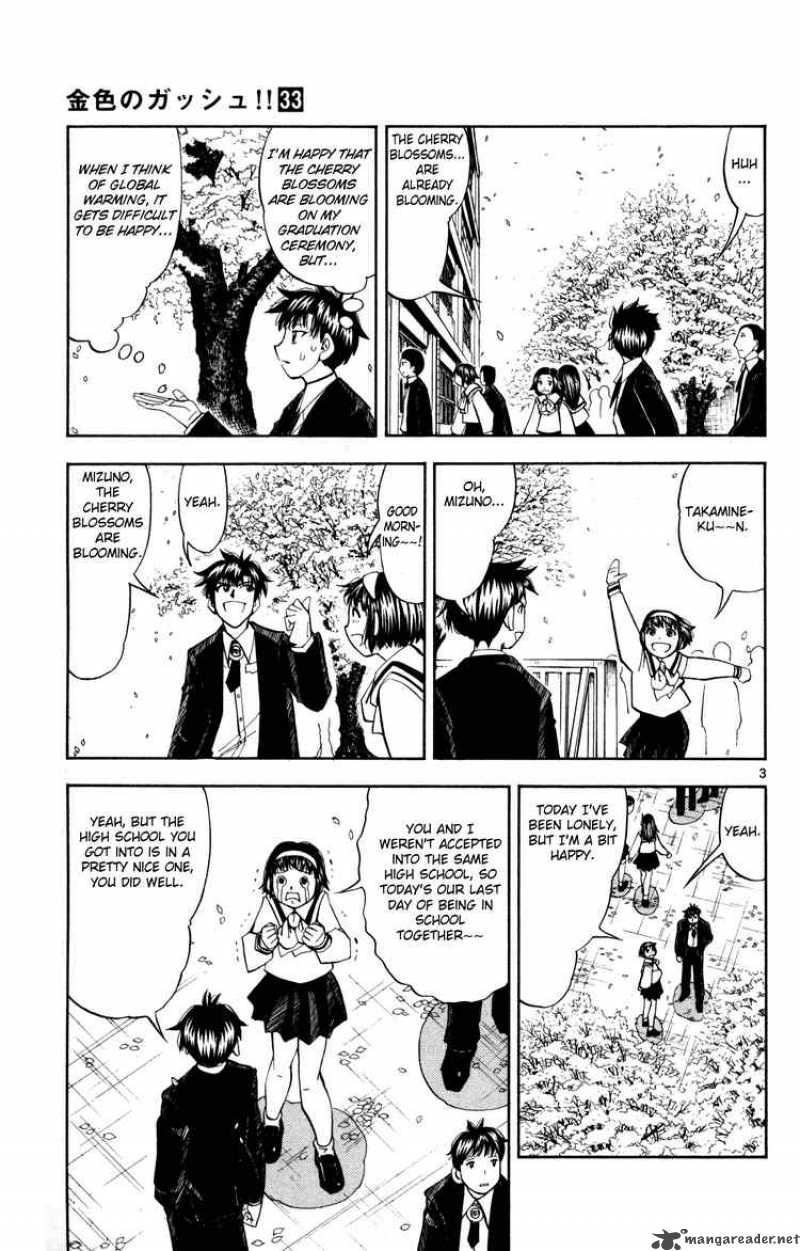 金色のガッシュ!! 33
HUH
...
THE CHERRY
BLOSSOMS...
ARE
ALREADY
BLOOMING.
I'M HAPPY THAT
THE CHERRY
BLOSSOMS
ARE BLOOMING
ON MY
GRADUATION
CEREMONY,
BUT...
WHEN I THINK
OF GLOBAL
WARMING, IT
GETS DIFFICULT
TO BE HAPPY...
TAKAMINE-
KU~~N.
OH,
MIZUNO...
GOOD
MORN-
ING~~!
YEAH.
MIZUNO,
THE
CHERRY
BLOSSOMS
ARE
BLOOMING.
3
YEAH.
TODAY I'VE
BEEN LONELY,
BUT I'M A BIT
HAPPY.
YOU AND I
WEREN'T ACCEPTED
INTO THE SAME
HIGH SCHOOL, SO
TODAY'S OUR LAST
DAY OF BEING IN
SCHOOL
TOGETHER~~
YEAH, BUT THE
HIGH SCHOOL YOU
GOT INTO IS IN A
PRETTY NICE ONE,
YOU DID WELL.
mangareader.net